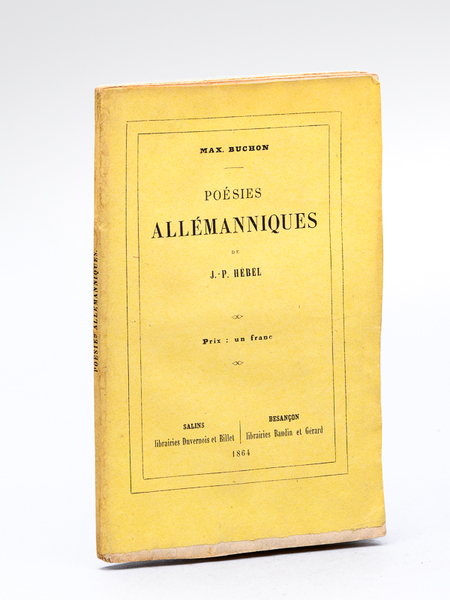 MAX. BUCHON
POÉSIES
ALLÉMANNIQUES
DE
J.-P. HÉBEL
Prix : un franc
SALINS
librairies Duvernois et Billet
BESANÇON
librairies Baudin et Gérard
1864
POÉSIES ALLÉMANNIQUES.